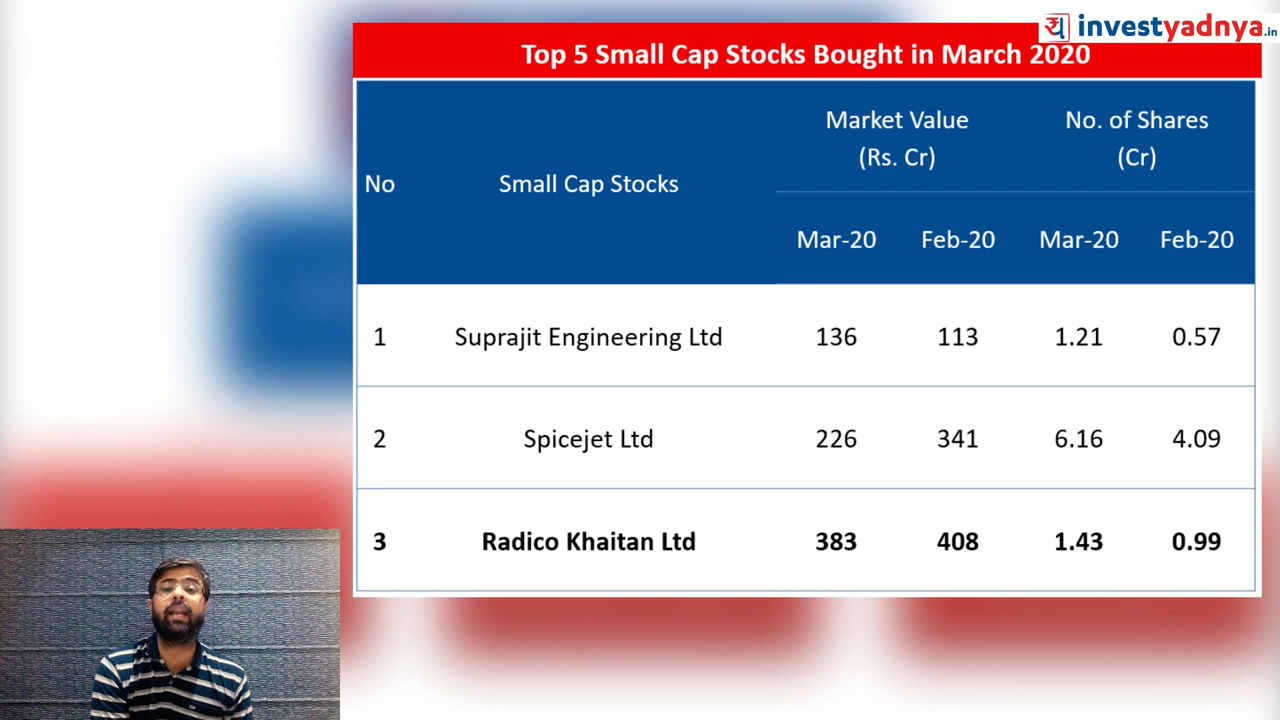 य investyadnya.in
Top 5 Small Cap Stocks Bought in March 2020
No Small Cap Stocks Market Value (Rs. Cr) No. of Shares (Cr)
Mar-20 Feb-20 Mar-20 Feb-20
1 Suprajit Engineering Ltd 136 113 1.21 0.57
2 Spicejet Ltd 226 341 6.16 4.09
3 Radico Khaitan Ltd 383 408 1.43 0.99